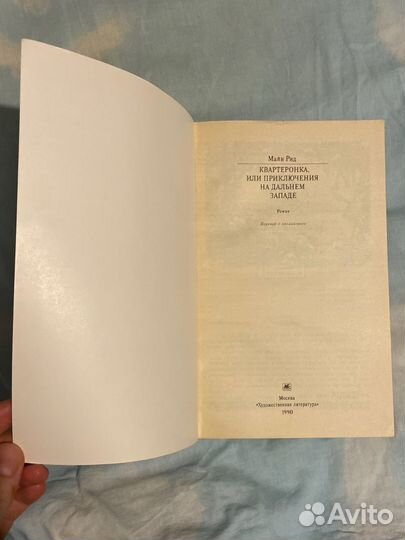 Майн Рид
КВАРТЕРОНКА,
ИЛИ ПРИКЛЮЧЕНИЯ
НА ДАЛЬНЕМ
ЗАПАДЕ
Роман
Перевод с английского
Москва
«Художественная литература»
1990
Avito